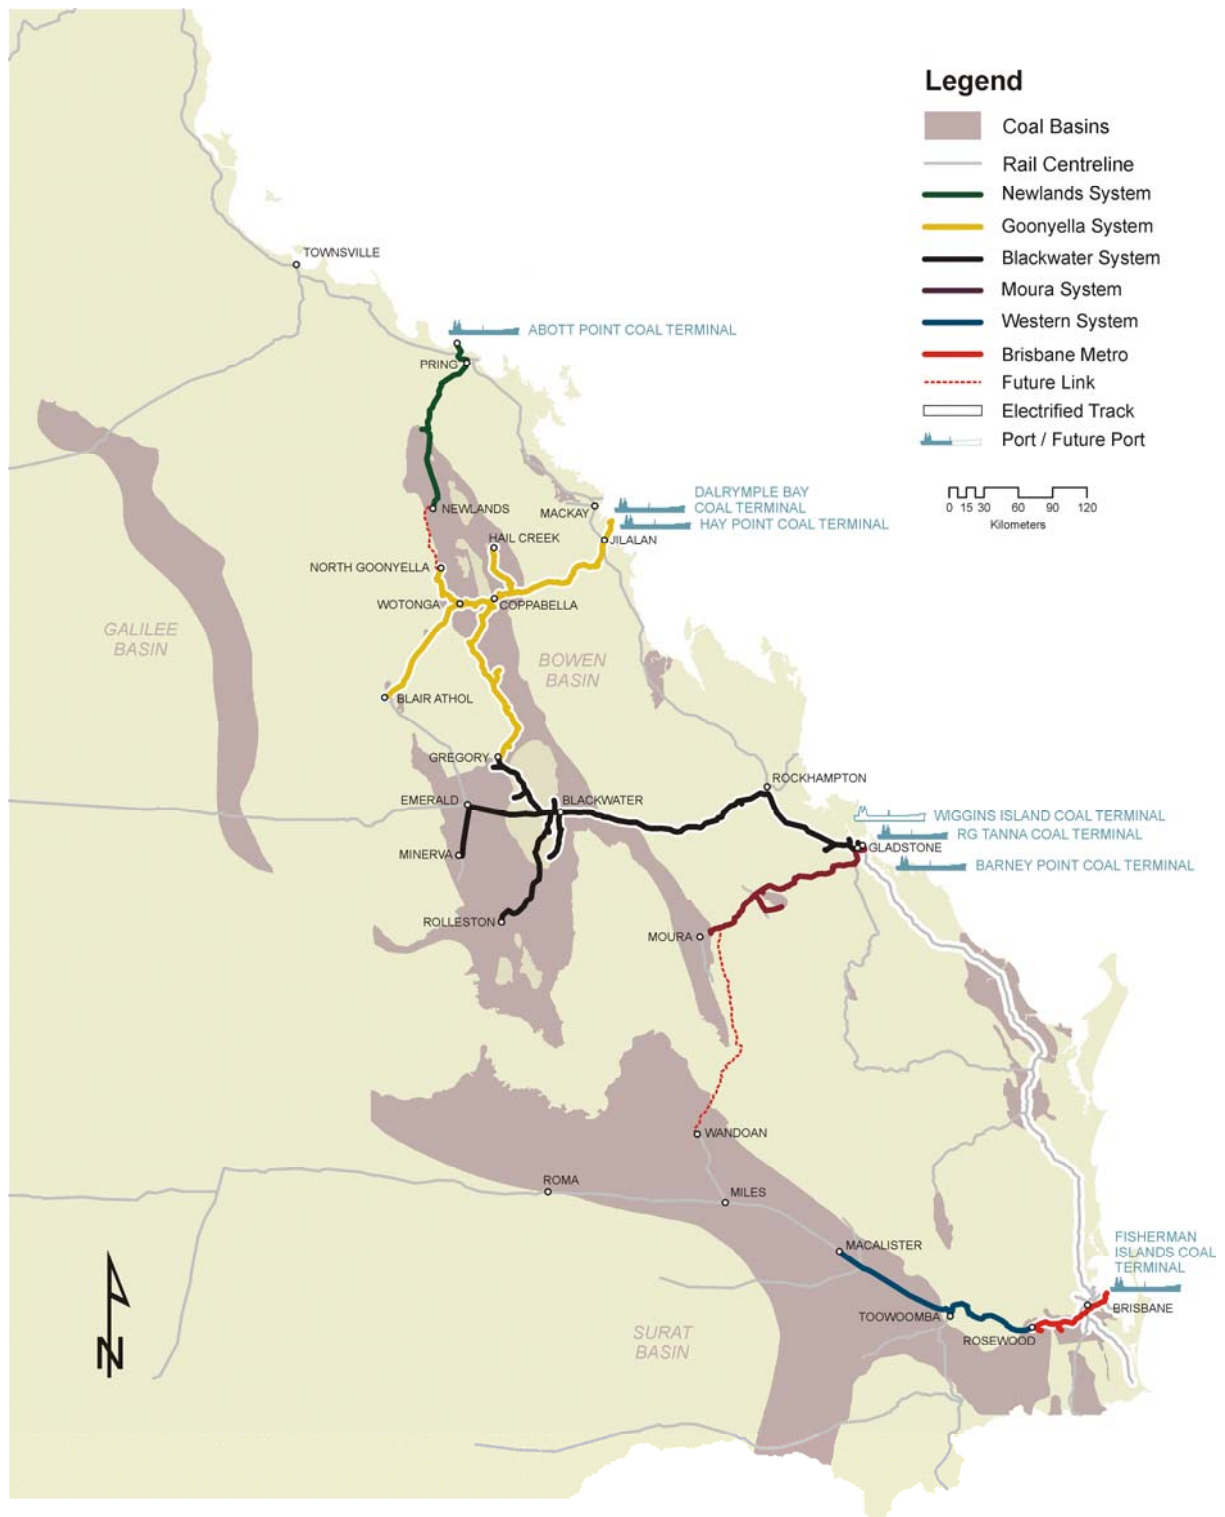 Legend
Coal Basins
Rail Centreline
Newlands System
Goonyella System
Blackwater System
Moura System
Western System
Brisbane Metro
Future Link
Electrified Track
Port / Future Port
0 15 30 60 90 120
Kilometers
TOWNSVILLE
ABOTT POINT COAL TERMINAL
PRING
DALRYMPLE BAY
COAL TERMINAL
NEWLANDS
MACKAY
HAY POINT COAL TERMINAL
HAIL CREEK
JILALAN
NORTH GOONYELLA
WOTONGA
COPPABELLA
GALILEE
BASIN
BOWEN
BASIN
BLAIR ATHOL
GREGORY
ROCKHAMPTON
EMERALD
BLACKWATER
WIGGINS ISLAND COAL TERMINAL
RG TANNA COAL TERMINAL
GLADSTONE
MINERVA
BARNEY POINT COAL TERMINAL
ROLLESTON
MOURA
WANDOAN
ROMA
MILES
MACALISTER
FISHERMAN
ISLANDS COAL
TERMINAL
BRISBANE
TOOWOOMBA
ROSEWOOD
SURAT
BASIN
N